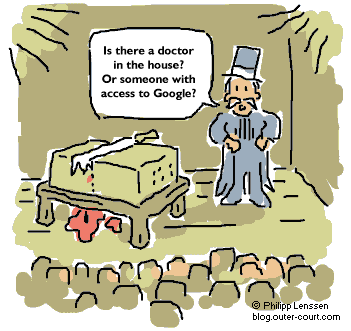 Is there a doctor
in the house?
Or someone with
access to Google?
© Philipp Lenssen
blog.outer-court.com